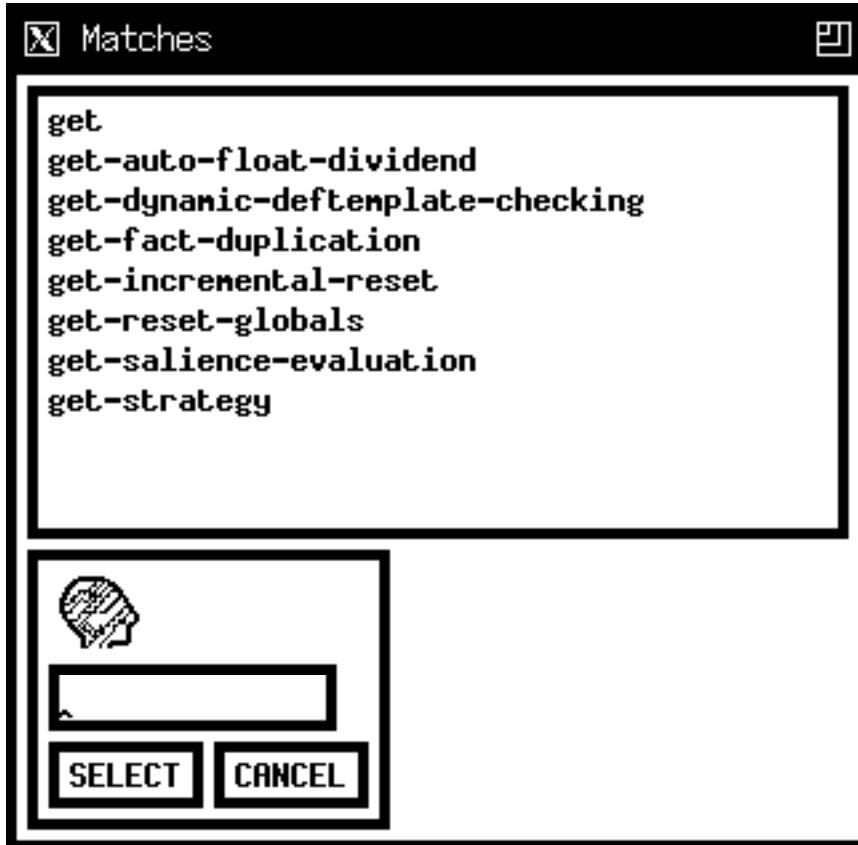 Matches
get
get-auto-float-dividend
get-dynamic-deftemplate-checking
get-fact-duplication
get-incremental-reset
get-reset-globals
get-salience-evaluation
get-strategy
SELECT CANCEL